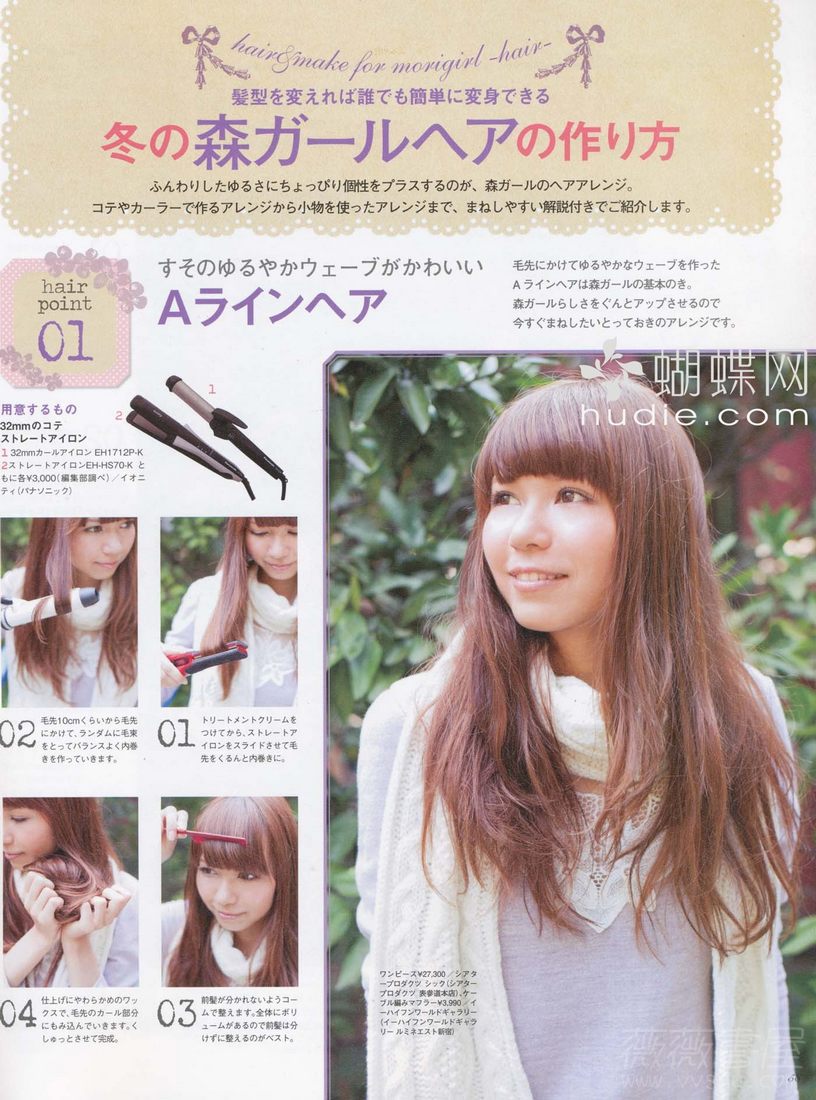 hair&make for morigirl -hair-
髪型を変えれば誰でも簡単に変身できる
冬の森ガールヘアの作り方
ふんわりしたゆるさにちょっぴり個性をプラスするのが、森ガールのヘアアレンジ。
コテやカーラーで作るアレンジから小物を使ったアレンジまで、まねしやすい解説付きでご紹介します。
hair
point
01
すそのゆるやかウェーブがかわいい
Aラインヘア
毛先にかけてゆるやかなウェーブを作った
Aラインヘアは森ガールの基本のき。
森ガールらしさをぐんとアップさせるので
今すぐまねしたいとっておきのアレンジです。
蝴蝶网
hudie.com
用意するもの
32mmのコテ
ストレートアイロン
1 32mmカールアイロン EH1712P-K
2ストレートアイロンEH-HS70-K と
もに各¥3,000(編集部調べ)/イオニ
ティ(パナソニック)
1
2
01
トリートメントクリームを
つけてから、ストレートア
イロンをスライドさせて毛
先をくるんと内巻きに。
02
毛先10cmくらいから毛先
にかけて、ランダムに毛束
をとってバランスよく内巻
きを作っていきます。
03
前髪が分かれないようコー
ムで整えます。全体にボリ
ュームがあるので前髪は分
けずに整えるのがベスト。
04
仕上げにやわらかめのワッ
クスで、毛先のカール部分
にもみ込んでいきます。く
しゅっとさせて完成。
ワンピース¥27,300/シアタ
ープロダクツ シック(シアター
プロダクツ 表参道本店)、ケー
ブル編みマフラー¥3,990/イ
ーハイフンワールドギャラリー
(イーハイフンワールドギャラ
リー ルミネエスト新宿)
薇薇書屋